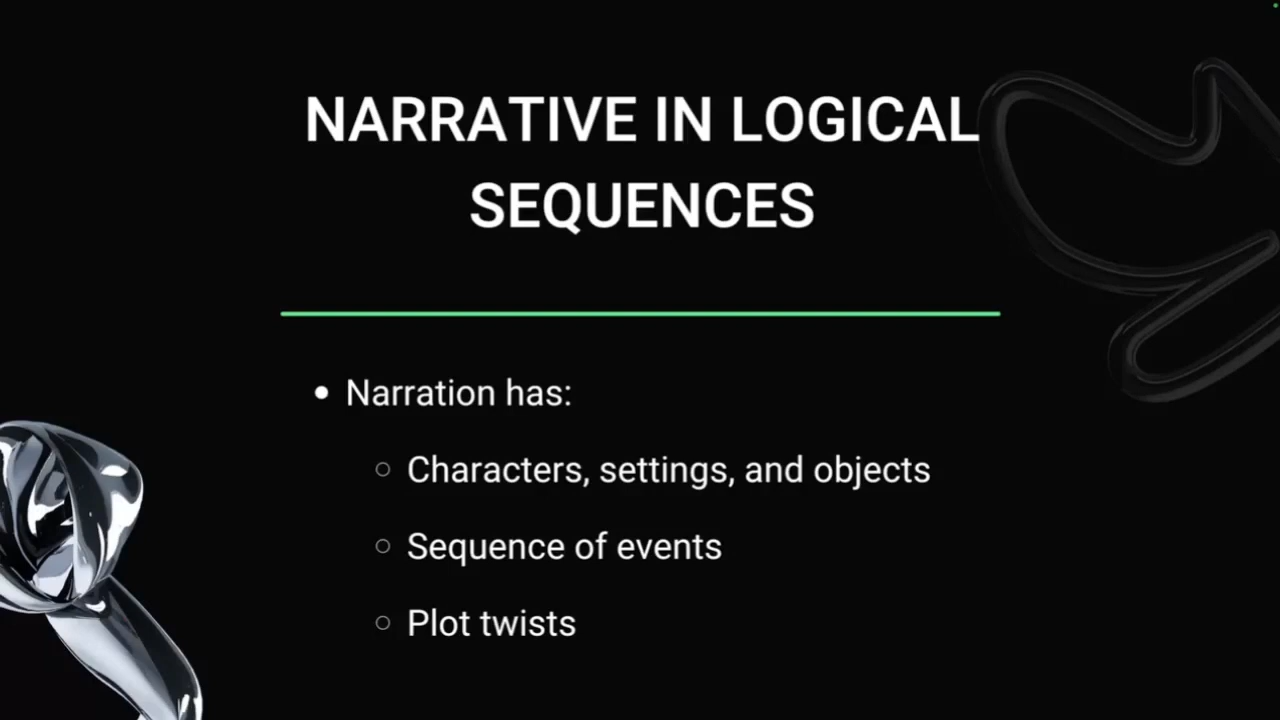 NARRATIVE IN LOGICAL
SEQUENCES
• Narration has:
○ Characters, settings, and objects
○ Sequence of events
○ Plot twists